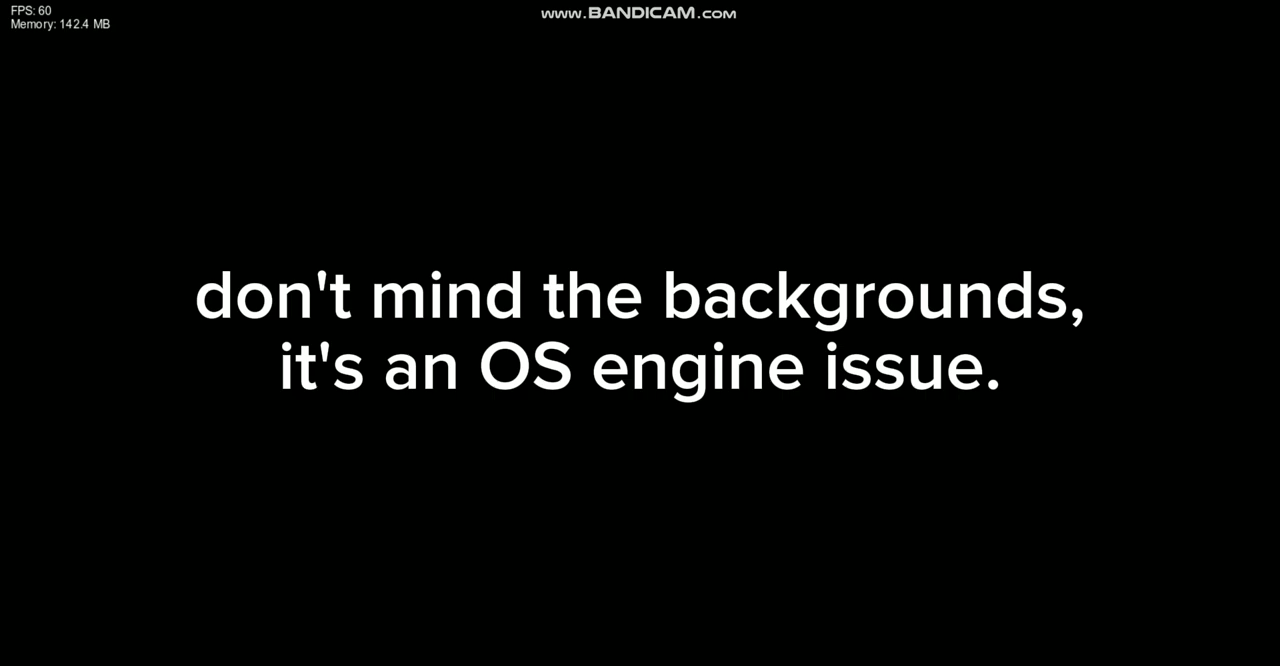 FPS: 60
Memory: 142.4 MB
www.BANDICAM.com
don't mind the backgrounds,
it's an OS engine issue.